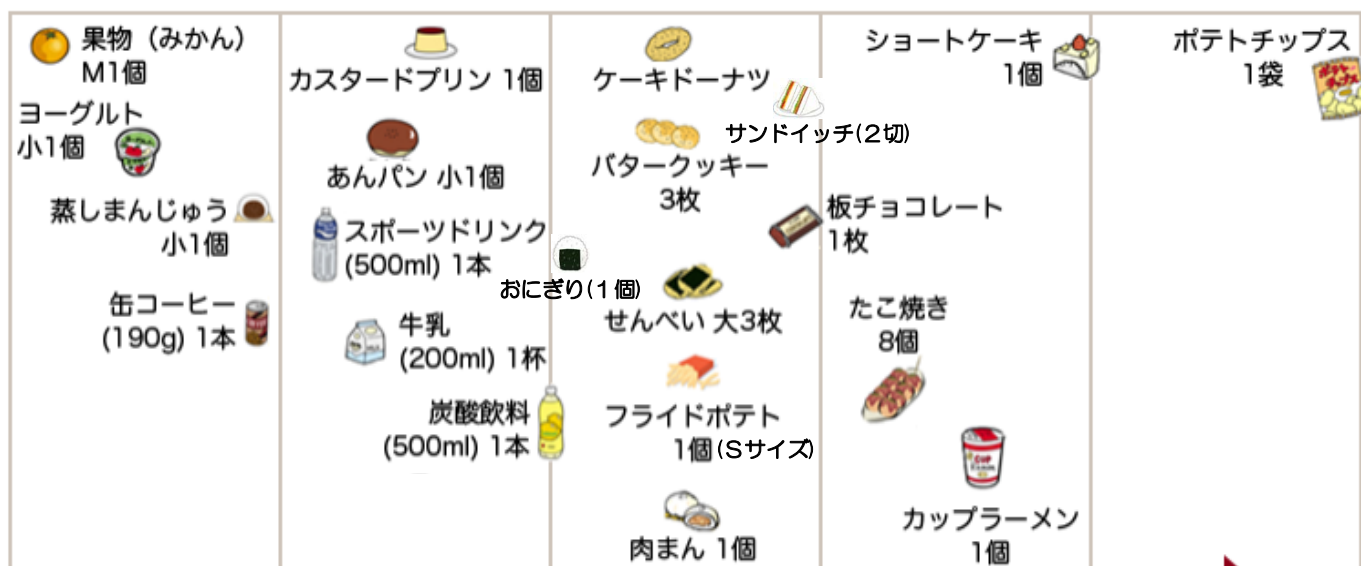 果物（みかん）
M1個
ヨーグルト
小1個
蒸しまんじゅう
小1個
缶コーヒー
(190g) 1本
カスタードプリン 1個
あんパン 小1個
スポーツドリンク
(500ml) 1本
牛乳
(200ml) 1杯
炭酸飲料
(500ml) 1本
ケーキドーナツ
サンドイッチ(２切)
バタークッキー
3枚
おにぎり(１個)
せんべい 大3枚
フライドポテト
1個(Ｓサイズ)
肉まん 1個
ショートケーキ
1個
板チョコレート
1枚
たこ焼き
8個
CUP
カップラーメン
1個
ポテトチップス
1袋
ポテト
チップス